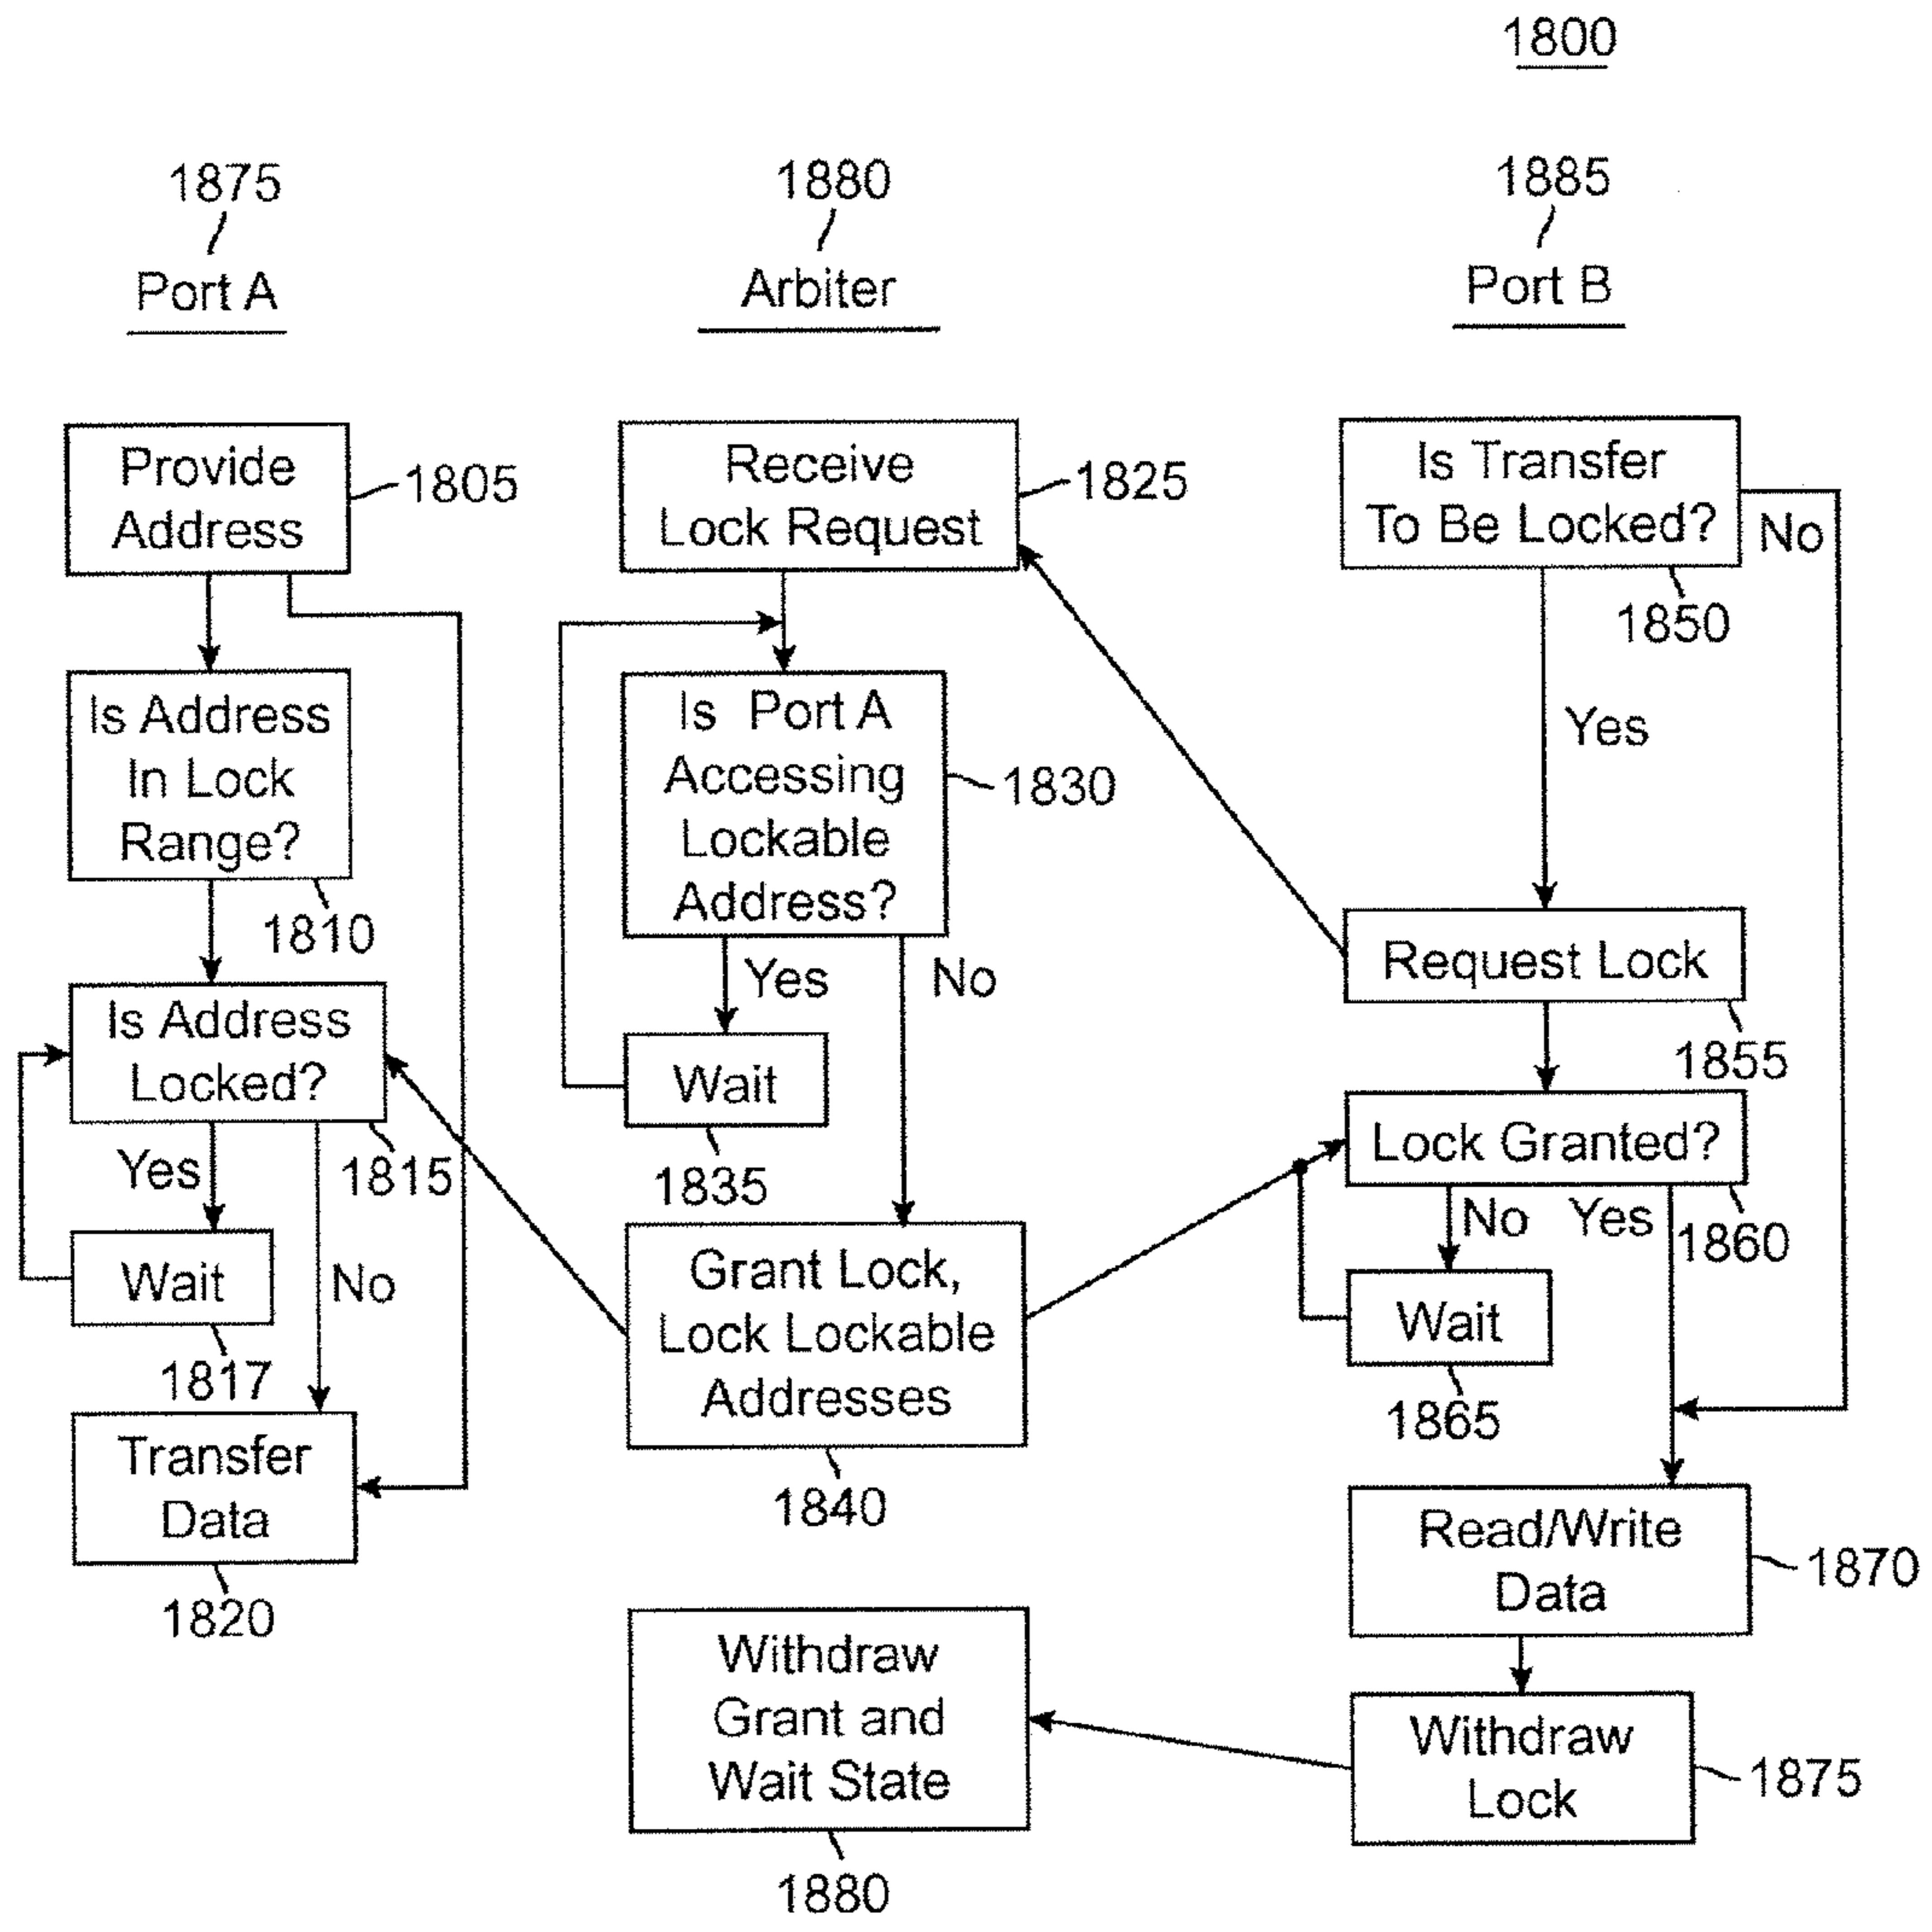 1800
1875
1880
1885
Port A
Arbiter
Port B
Provide
Address
1805
Is Address
In Lock
Range?
1810
Is Address
Locked?
1815
Yes
No
Wait
1817
Transfer
Data
1820
Receive
Lock Request
1825
Is Port A
Accessing
Lockable
Address?
1830
Yes
No
Wait
1835
Grant Lock,
Lock Lockable
Addresses
1840
Withdraw
Grant and
Wait State
1880
Is Transfer
To Be Locked?
No
1850
Yes
Request Lock
1855
Lock Granted?
No
Yes
1860
Wait
1865
Read/Write
Data
1870
Withdraw
Lock
1875